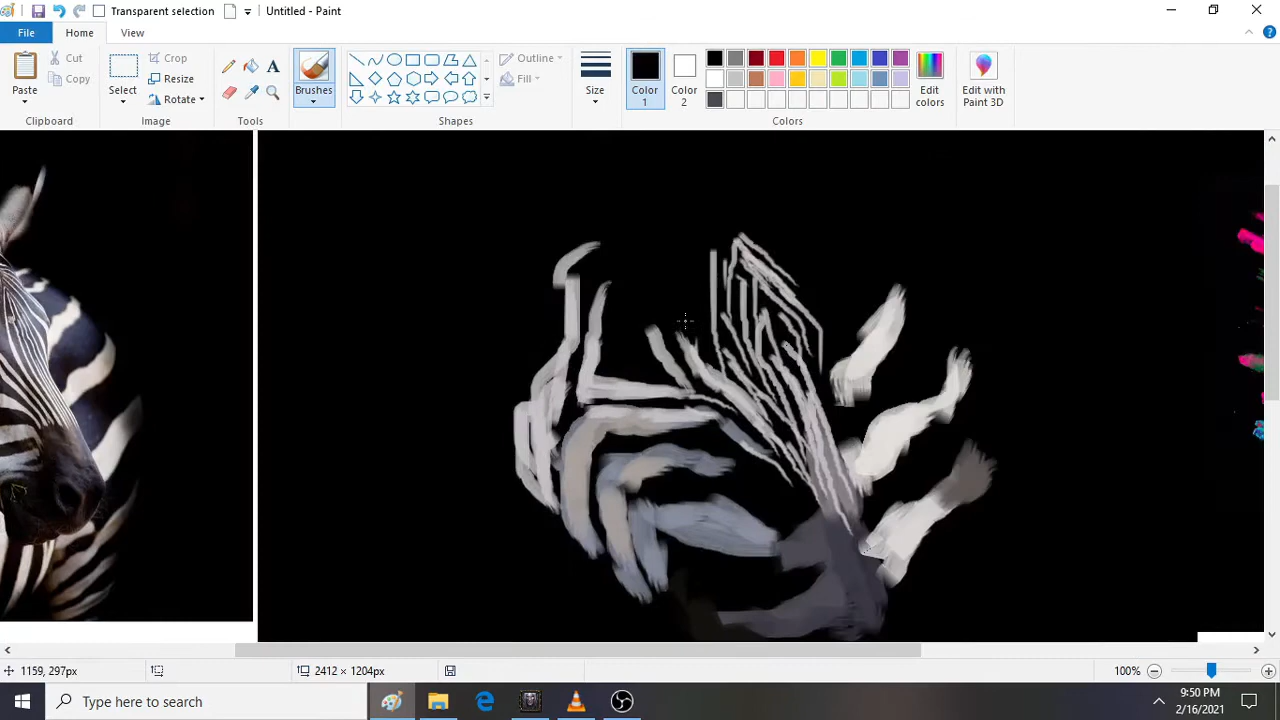 Transparent selection
Untitled - Paint
File
Home
View
Paste
Cut
Copy
Clipboard
Select
Crop
Resize
Rotate
Image
A
Tools
Brushes
Outline
Fill
Shapes
Size
Color 1
Color 2
Edit colors
Colors
Edit with Paint 3D
1159, 297px
2412 × 1204px
100%
Type here to search
9:50 PM
2/16/2021